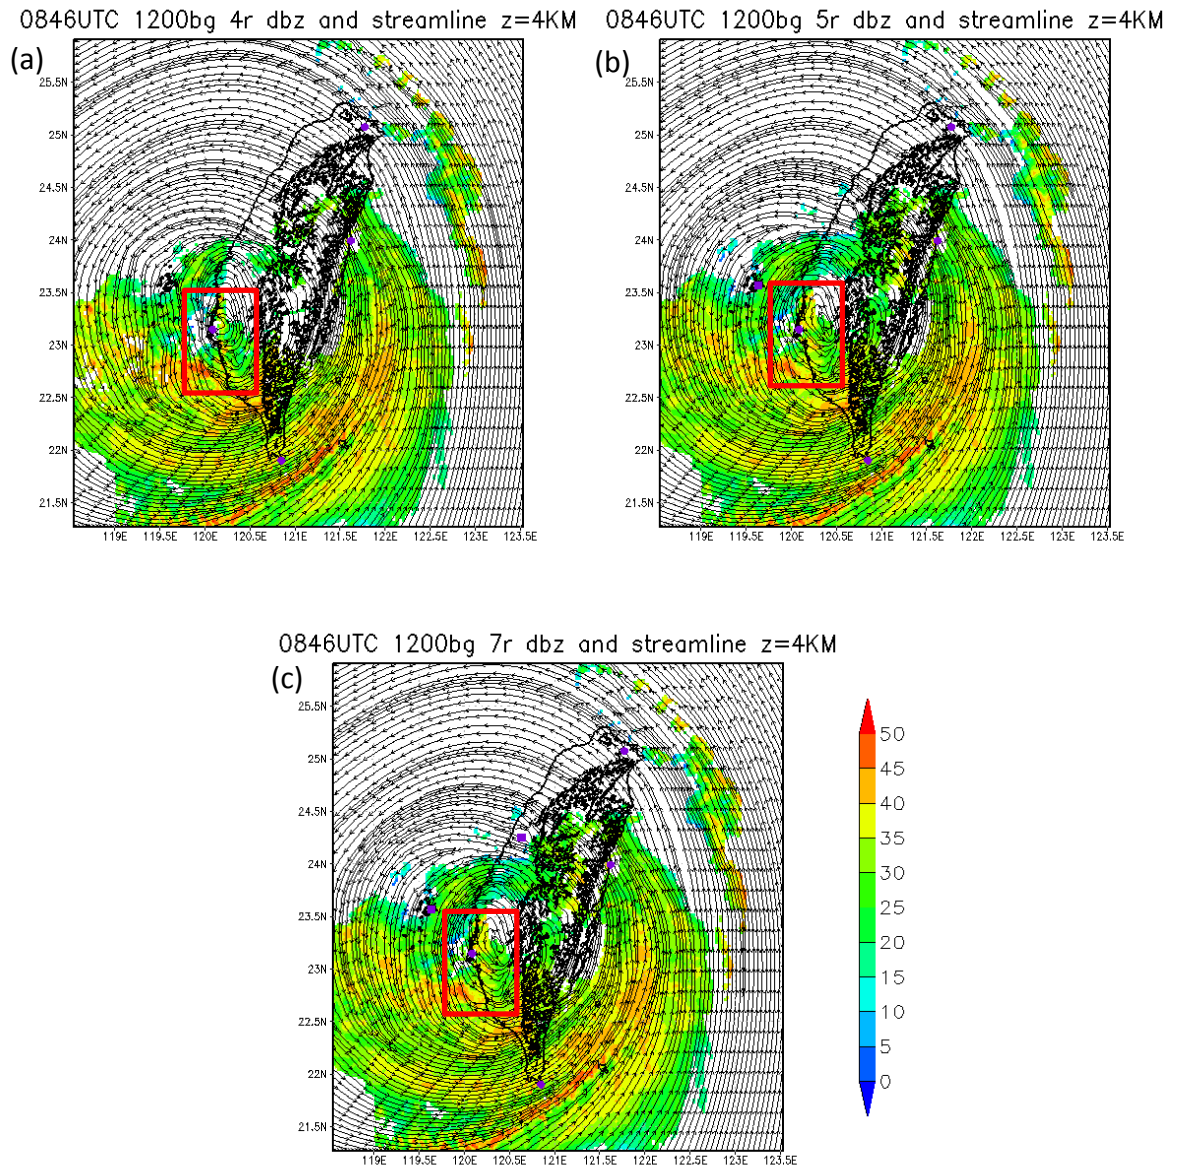 0846UTC 1200bg 4r dbz and streamline z=4KM
(a)
25.5N
25N
24.5N
24N
23.5N
23N
22.5N
22N
21.5N
119E 119.5E 120E 120.5E 121E 121.5E 122E 122.5E 123E 123.5E
0846UTC 1200bg 5r dbz and streamline z=4KM
(b)
25.5N
25N
24.5N
24N
23.5N
23N
22.5N
22N
21.5N
119E 119.5E 120E 120.5E 121E 121.5E 122E 122.5E 123E 123.5E
0846UTC 1200bg 7r dbz and streamline z=4KM
(c)
25.5N
25N
24.5N
24N
23.5N
23N
22.5N
22N
21.5N
119E 119.5E 120E 120.5E 121E 121.5E 122E 122.5E 123E 123.5E
50
45
40
35
30
25
20
15
10
5
0